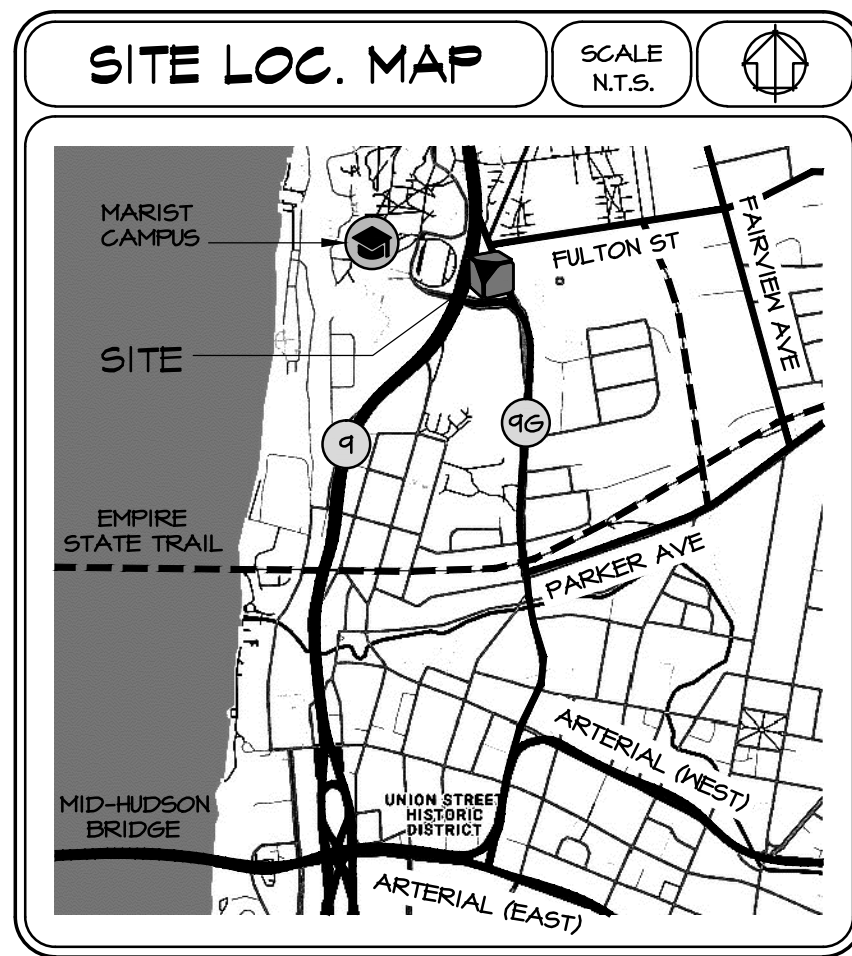 SITE LOC. MAP
SCALE
N.T.S.
MARIST
CAMPUS
FULTON ST
FAIRVIEW AVE
SITE
9
9G
EMPIRE
STATE TRAIL
PARKER AVE
ARTERIAL (WEST)
MID-HUDSON
BRIDGE
UNION STREET
HISTORIC
DISTRICT
ARTERIAL (EAST)